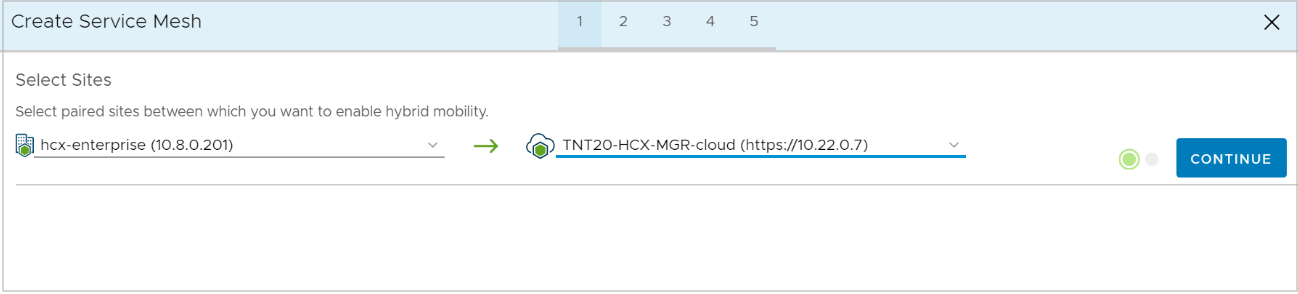 Create Service Mesh
1 2 3 4 5
Select Sites
Select paired sites between which you want to enable hybrid mobility.
hcx-enterprise (10.8.0.201)
TNT20-HCX-MGR-cloud (https://10.22.0.7)
CONTINUE